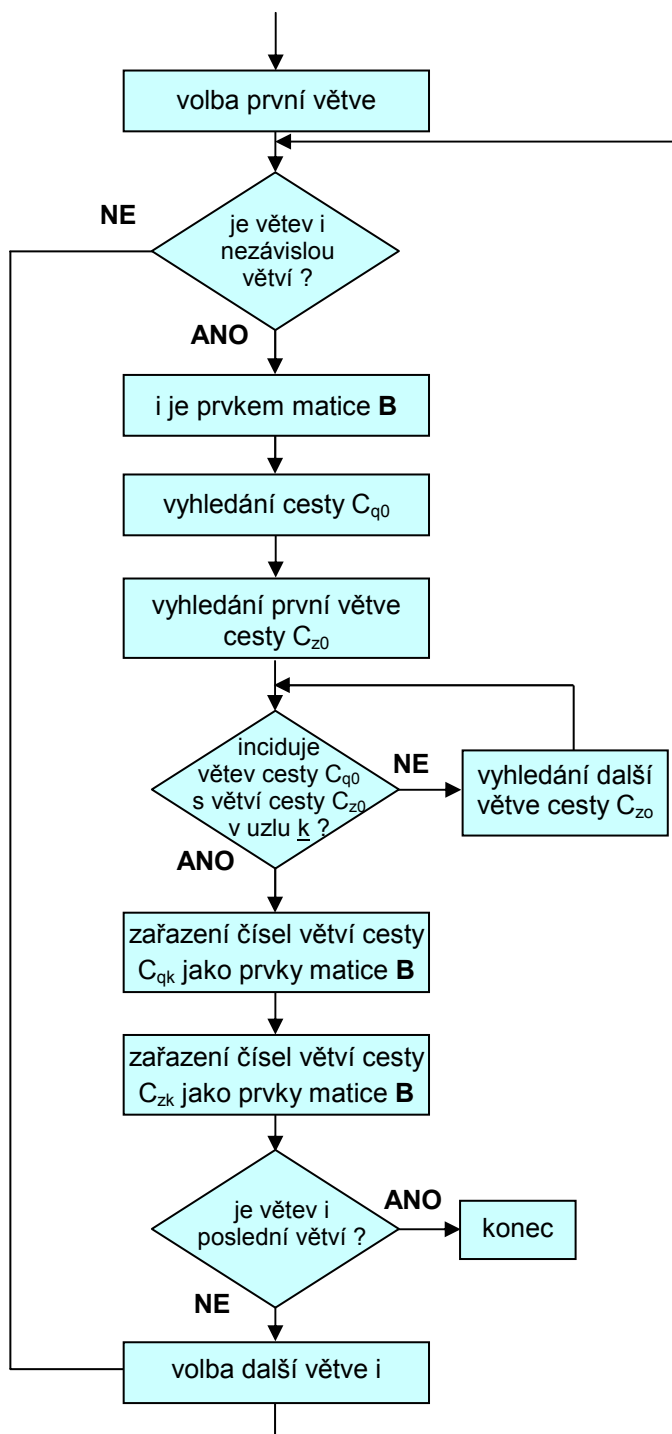 volba první větve
NE
je větev i
nezávislou
větví ?
ANO
i je prvkem matice B
vyhledání cesty Cq0
vyhledání první větve
cesty Cz0
inciduje
větev cesty Cq0
s větví cesty Cz0
v uzlu k ?
NE
vyhledání další
větve cesty Czo
ANO
zařazení čísel větví cesty
Cqk jako prvky matice B
zařazení čísel větví cesty
Czk jako prvky matice B
je větev i
poslední větví ?
ANO
konec
NE
volba další větve i